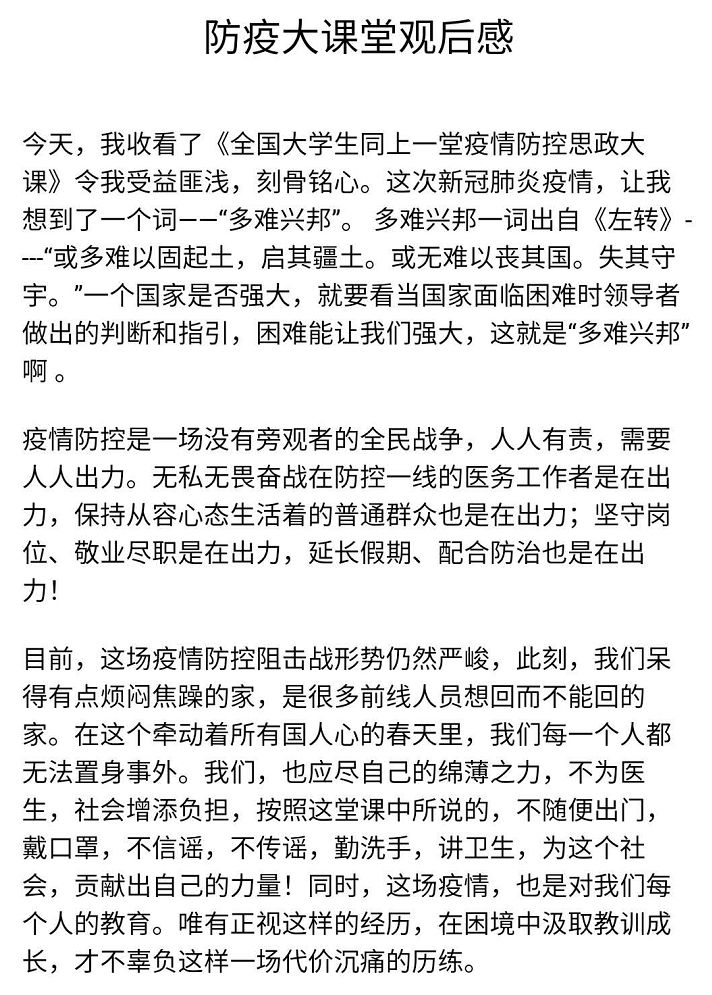 防疫大课堂观后感
今天，我收看了《全国大学生同上一堂疫情防控思政大
课》令我受益匪浅，刻骨铭心。这次新冠肺炎疫情，让我
想到了一个词——“多难兴邦”。 多难兴邦一词出自《左转》-
---“或多难以固起土，启其疆土。或无难以丧其国。失其守
宇。”一个国家是否强大，就要看当国家面临困难时领导者
做出的判断和指引，困难能让我们强大，这就是“多难兴邦”
啊 。
疫情防控是一场没有旁观者的全民战争，人人有责，需要
人人出力。无私无畏奋战在防控一线的医务工作者是在出
力，保持从容心态生活着的普通群众也是在出力；坚守岗
位、敬业尽职是在出力，延长假期、配合防治也是在出
力！
目前，这场疫情防控阻击战形势仍然严峻，此刻，我们呆
得有点烦闷焦躁的家，是很多前线人员想回而不能回的
家。在这个牵动着所有国人心的春天里，我们每一个人都
无法置身事外。我们，也应尽自己的绵薄之力，不为医
生，社会增添负担，按照这堂课中所说的，不随便出门，
戴口罩，不信谣，不传谣，勤洗手，讲卫生，为这个社
会，贡献出自己的力量！同时，这场疫情，也是对我们每
个人的教育。唯有正视这样的经历，在困境中汲取教训成
长，才不辜负这样一场代价沉痛的历练。